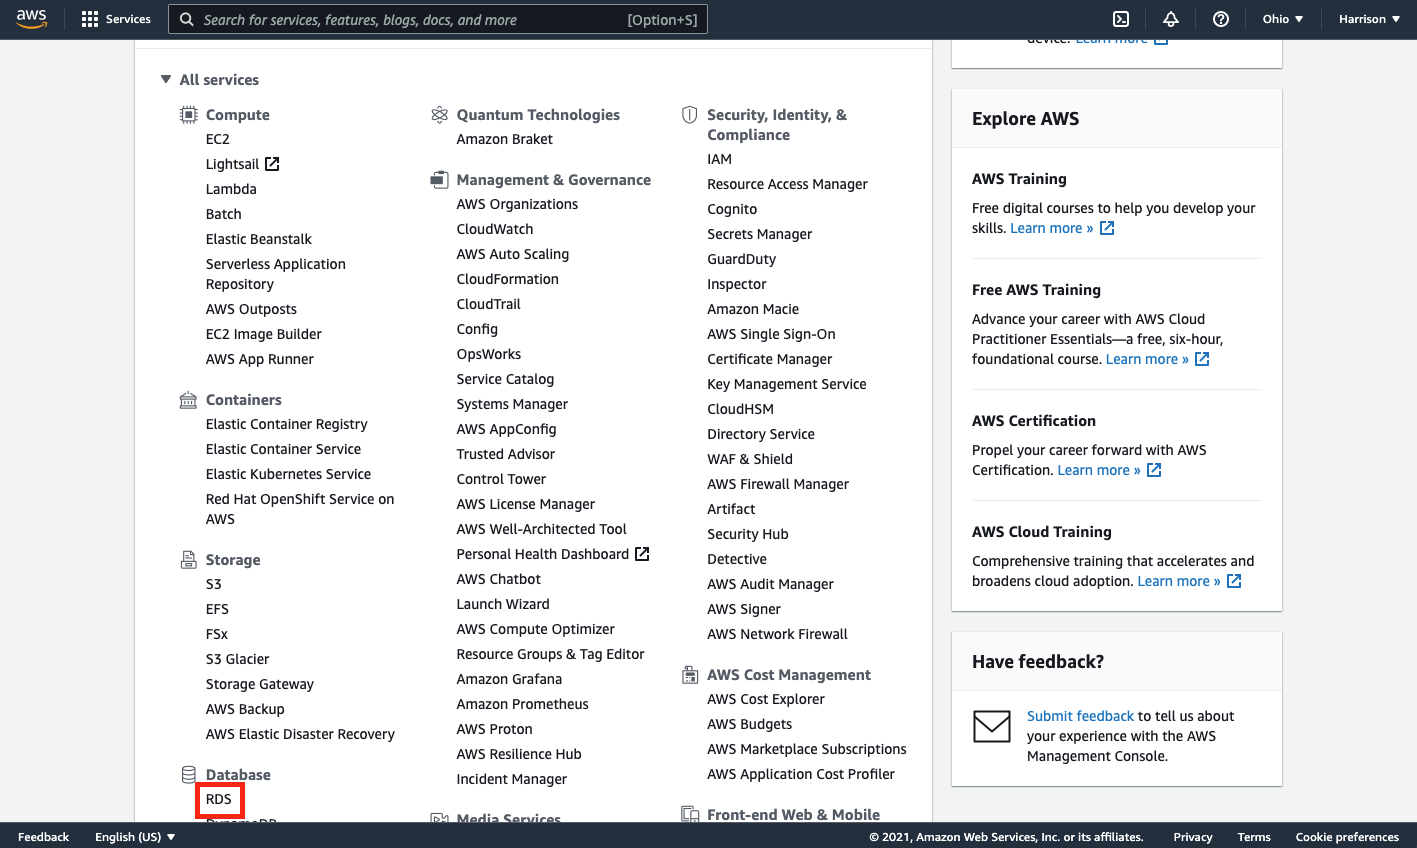 aws
Services
Search for services, features, blogs, docs, and more
[Option+S]
Ohio
Harrison
All services
Compute
EC2
Lightsail
Lambda
Batch
Elastic Beanstalk
Serverless Application
Repository
AWS Outposts
EC2 Image Builder
AWS App Runner
Containers
Elastic Container Registry
Elastic Container Service
Elastic Kubernetes Service
Red Hat OpenShift Service on
AWS
Storage
S3
EFS
FSx
S3 Glacier
Storage Gateway
AWS Backup
AWS Elastic Disaster Recovery
Database
RDS
DynamoDB
Quantum Technologies
Amazon Braket
Management & Governance
AWS Organizations
CloudWatch
AWS Auto Scaling
CloudFormation
CloudTrail
Config
OpsWorks
Service Catalog
Systems Manager
AWS AppConfig
Trusted Advisor
Control Tower
AWS License Manager
AWS Well-Architected Tool
Personal Health Dashboard
AWS Chatbot
Launch Wizard
AWS Compute Optimizer
Resource Groups & Tag Editor
Amazon Grafana
Amazon Prometheus
AWS Proton
AWS Resilience Hub
Incident Manager
Media Services
Security, Identity, &
Compliance
IAM
Resource Access Manager
Cognito
Secrets Manager
GuardDuty
Inspector
Amazon Macie
AWS Single Sign-On
Certificate Manager
Key Management Service
CloudHSM
Directory Service
WAF & Shield
AWS Firewall Manager
Artifact
Security Hub
Detective
AWS Audit Manager
AWS Signer
AWS Network Firewall
AWS Cost Management
AWS Cost Explorer
AWS Budgets
AWS Marketplace Subscriptions
AWS Application Cost Profiler
Front-end Web & Mobile
device. Learn more
Explore AWS
AWS Training
Free digital courses to help you develop your
skills. Learn more »
Free AWS Training
Advance your career with AWS Cloud
Practitioner Essentials—a free, six-hour,
foundational course. Learn more »
AWS Certification
Propel your career forward with AWS
Certification. Learn more »
AWS Cloud Training
Comprehensive training that accelerates and
broadens cloud adoption. Learn more »
Have feedback?
Submit feedback to tell us about
your experience with the AWS
Management Console.
Feedback
English (US)
© 2021, Amazon Web Services, Inc. or its affiliates.
Privacy
Terms
Cookie preferences